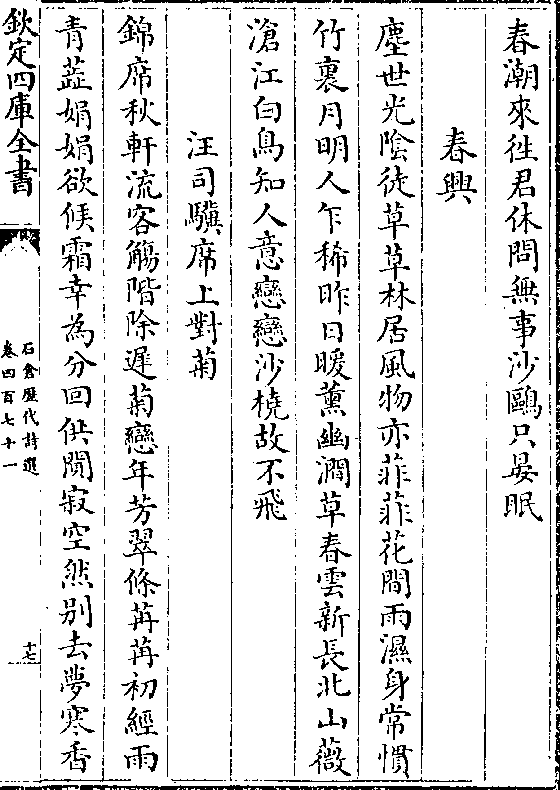 春潮來往君休問無事沙鷗只晏眠
春興
塵世光陰徒草草林居風物亦菲菲花間雨濕身常慣
竹裏月明人乍稀昨日暖薰幽澗草春雲新長北山薇
滄江白鳥知人意戀戀沙橈故不飛
汪司驥席上對菊
錦席秋軒流客觴階除遲菊戀年芳翠條苒苒初經雨
青蕋娟娟欲候霜幸為分回供閴寂空然别去夢寒香
欽定四庫全書
石倉歷代詩選
卷四百七十一
十七